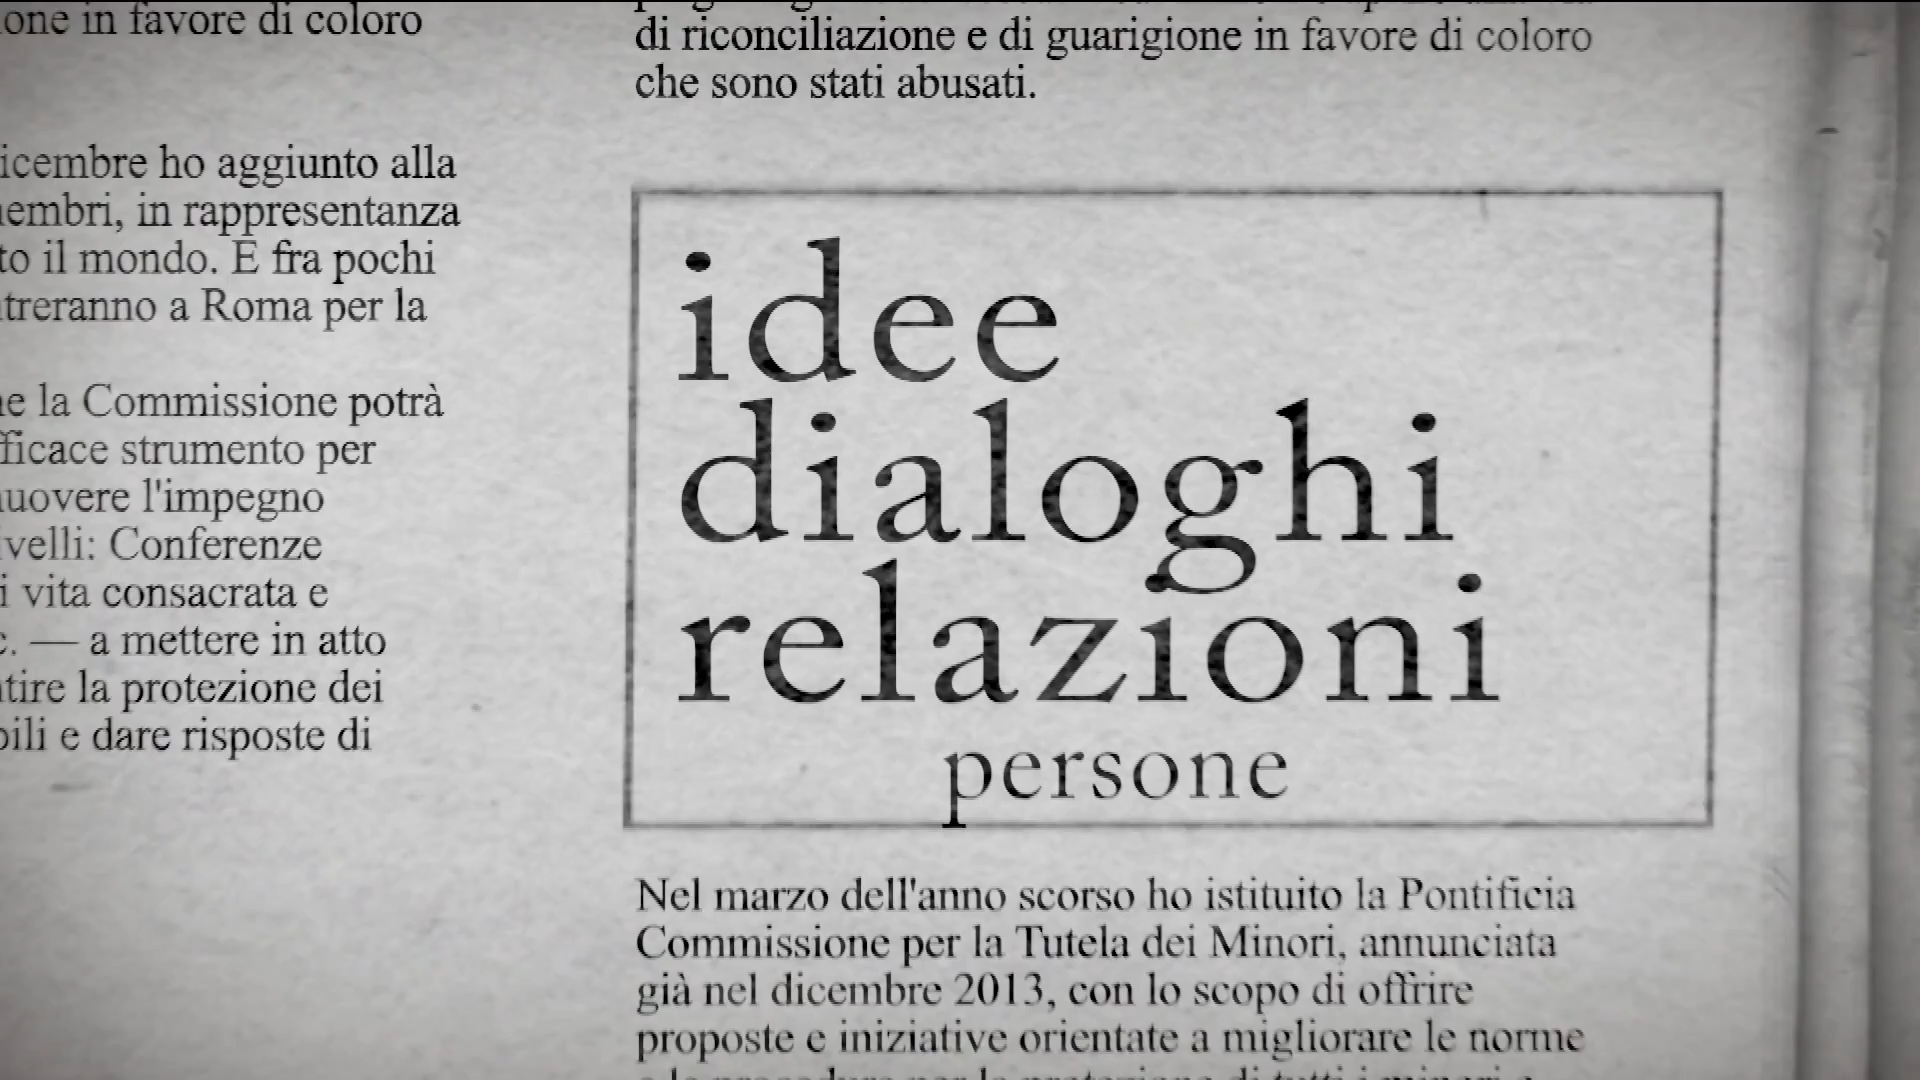 one in favore di coloro
icembre ho aggiunto alla
embri, in rappresentanza
to il mondo. E fra pochi
treranno a Roma per la
e la Commissione potrà
fficace strumento per
uovere l'impegno
velli: Conferenze
i vita consacrata e
c. — a mettere in atto
tire la protezione dei
bili e dare risposte di
di riconciliazione e di guarigione in favore di coloro
che sono stati abusati.
idee
dialoghi
relazioni
persone
Nel marzo dell'anno scorso ho istituito la Pontificia
Commissione per la Tutela dei Minori, annunciata
già nel dicembre 2013, con lo scopo di offrire
proposte e iniziative orientate a migliorare le norme